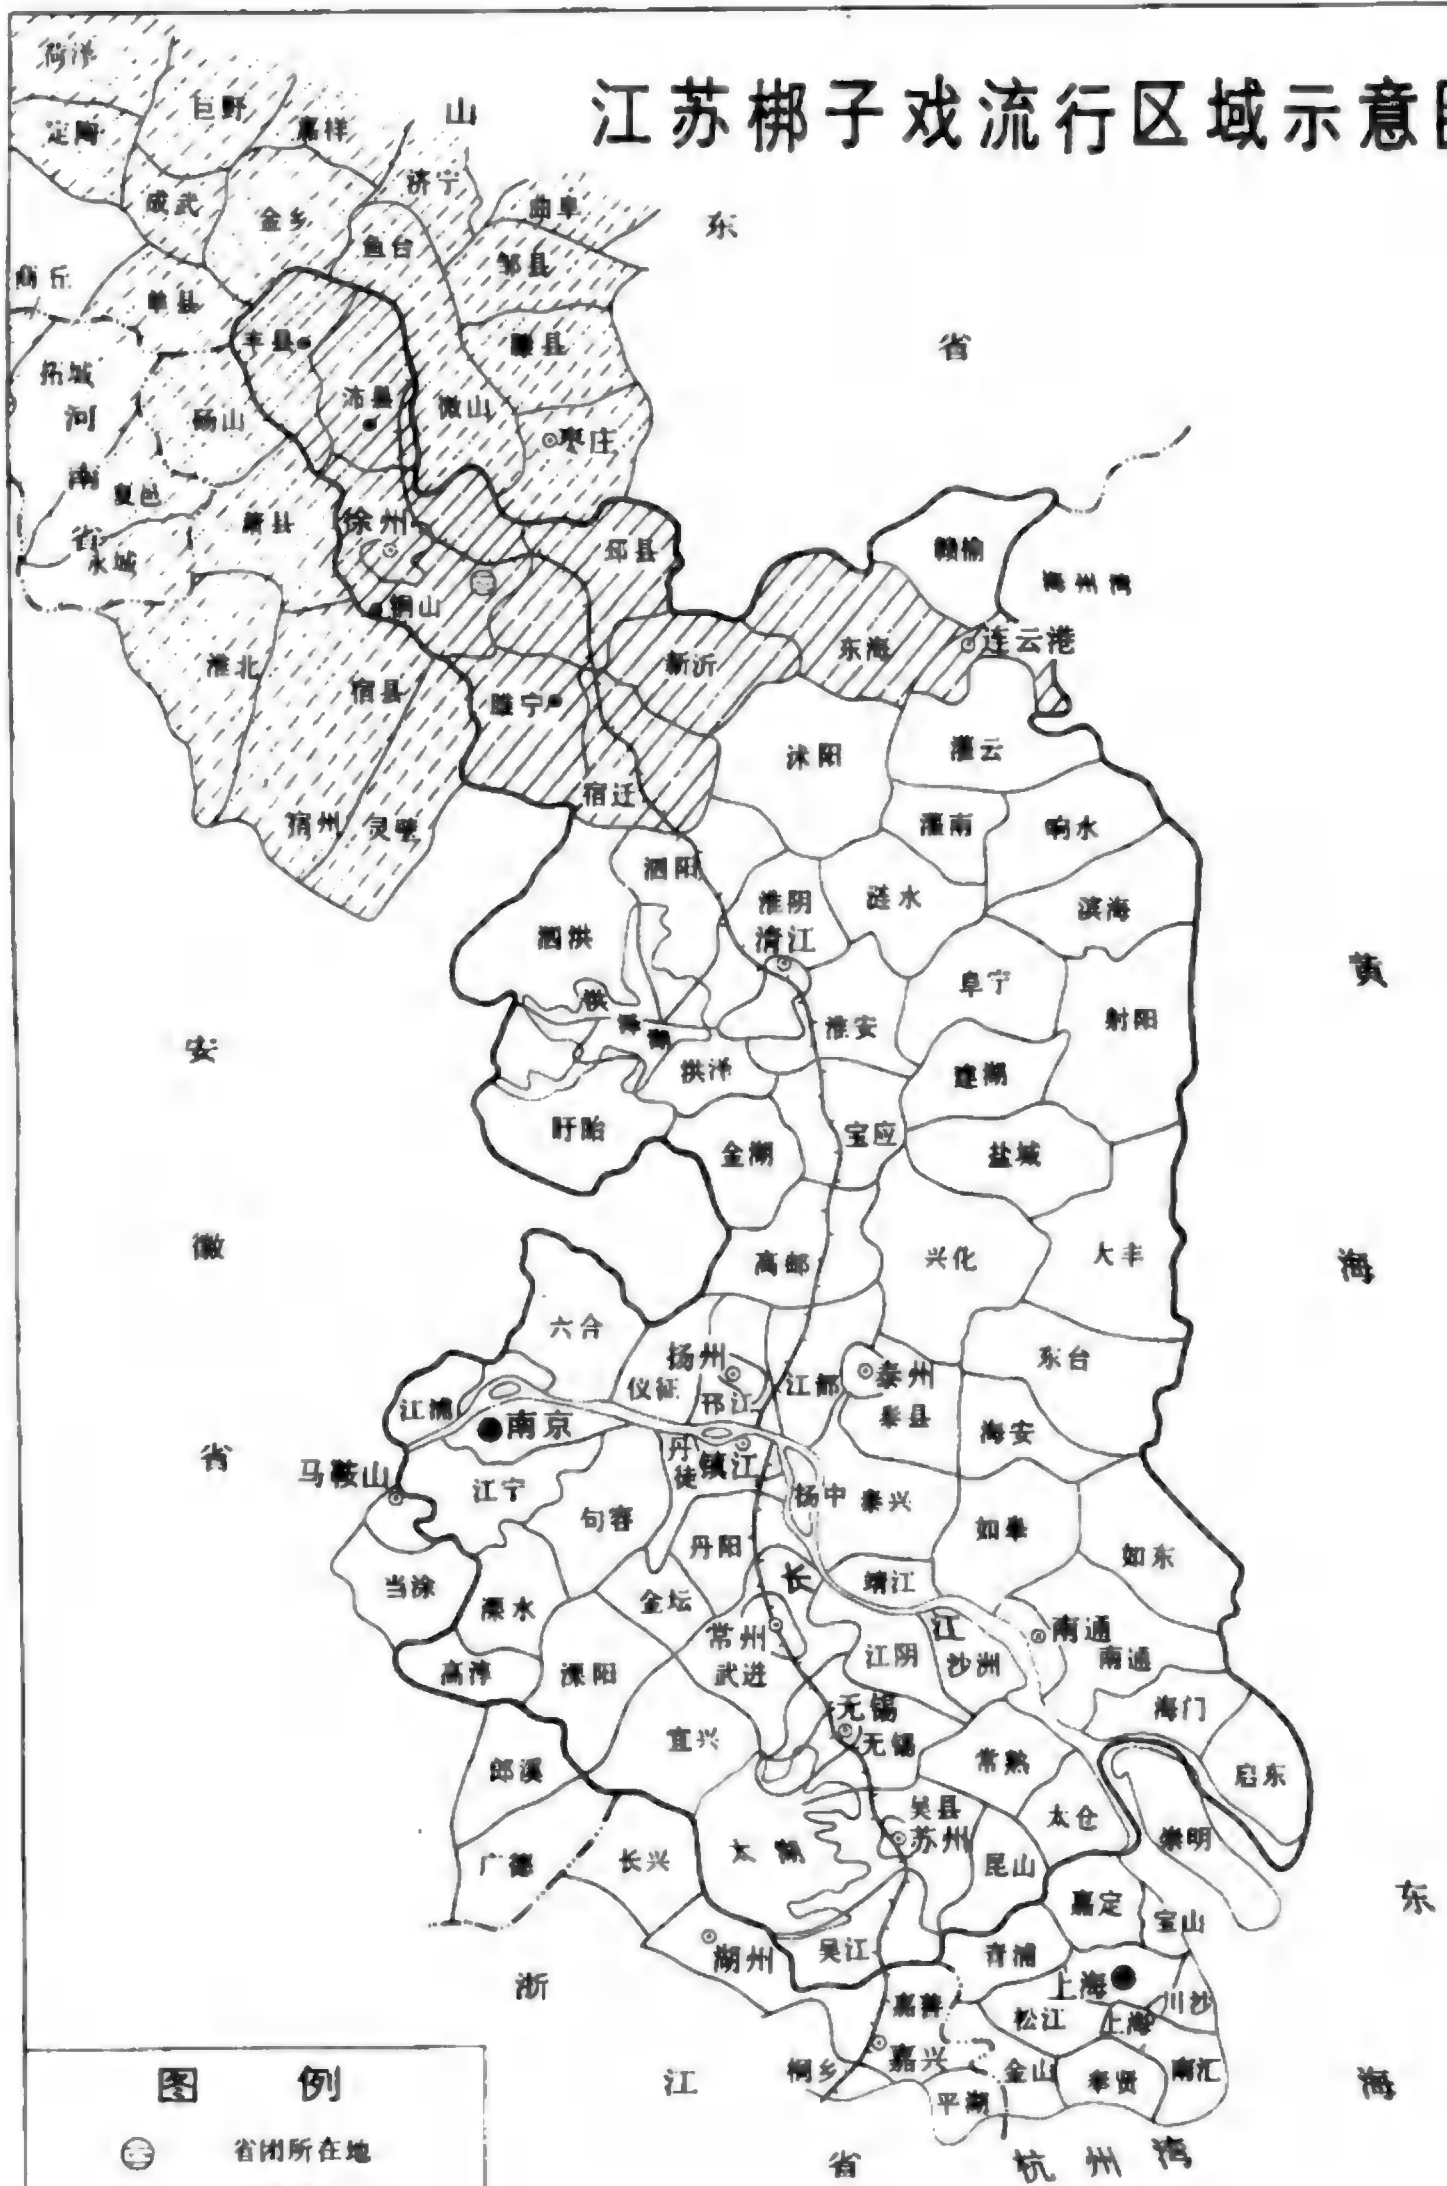 江苏梆子戏流行区域示意
菏泽
巨野
山
定陶
嘉祥
济宁
成武
金乡
曲阜
东
鱼台
邹县
商丘
单县
丰县
滕县
省
拓城
沛县
微山
河
砀山
枣庄
南
夏邑
萧县
徐州
省
永城
邳县
赣榆
海州湾
铜山
连云港
东海
淮北
宿县
新沂
睢宁
沭阳
灌云
宿迁
宿州
灵璧
灌南
响水
泗阳
淮阴
涟水
滨海
泗洪
清江
黄
洪
泽
湖
阜宁
淮安
射阳
安
洪泽
建湖
盱眙
金湖
宝应
盐城
徽
高邮
兴化
大丰
海
六合
扬州
仪征
江都
泰州
东台
江浦
邗江
泰县
南京
海安
省
马鞍山
丹
徒
镇江
江宁
扬中
泰兴
句容
如皋
丹阳
如东
当涂
溧水
金坛
长
靖江
常州
江
南通
高淳
溧阳
武进
江阴
沙洲
南通
无锡
海门
宜兴
无锡
常熟
郎溪
启东
吴县
太仓
苏州
崇明
广德
长兴
太湖
昆山
东
嘉定
宝山
湖州
吴江
青浦
浙
上海
嘉善
松江
上海
川沙
嘉兴
江
桐乡
金山
奉贤
南汇
海
平湖
省
杭州湾
图例
省团所在地